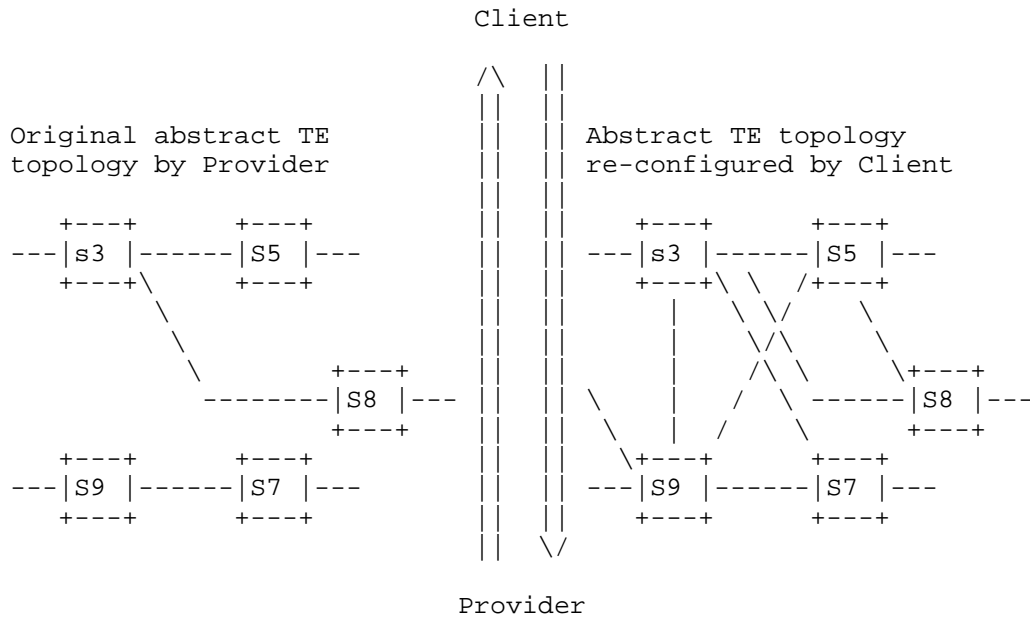 Client
Original abstract TE
topology by Provider
Abstract TE topology
re-configured by Client
s3
S5
s3
S5
S8
S8
S9
S7
S9
S7
Provider